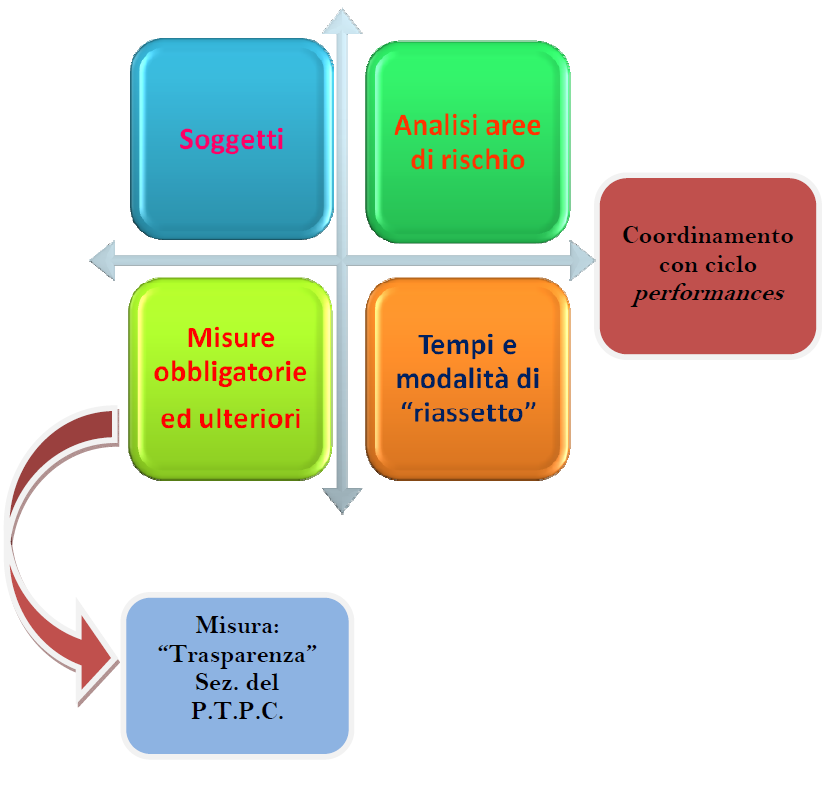 Soggetti
Analisi aree
di rischio
Coordinamento
con ciclo
performances
Misure
obbligatorie
ed ulteriori
Tempi e
modalità di
“riassetto”
Misura:
“Trasparenza”
Sez. del
P.T.P.C.